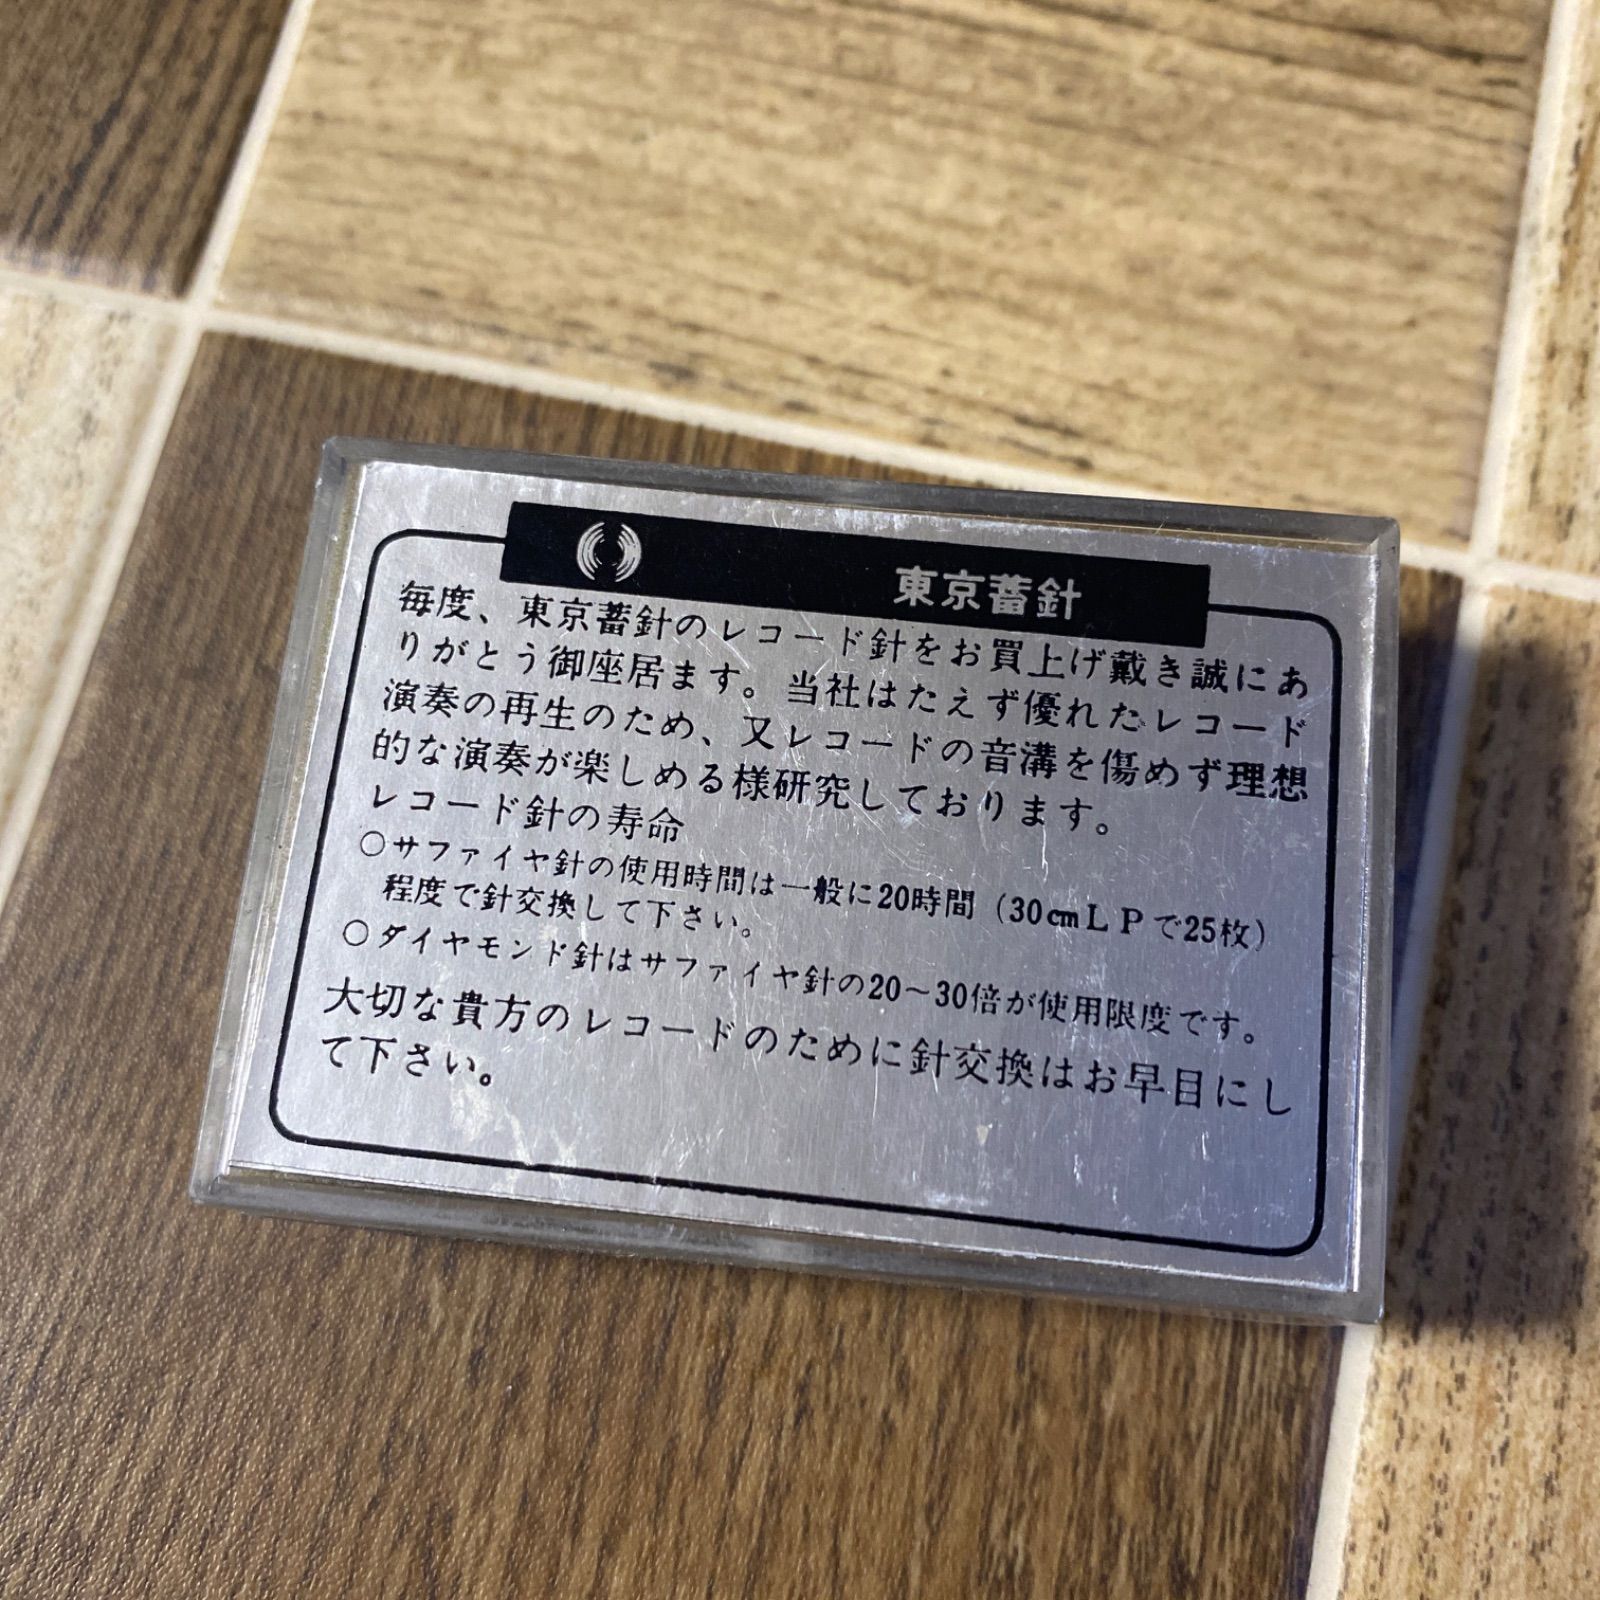 東京蓄針
毎度、東京蓄針のレコード針をお買上げ戴き誠にあ
りがとう御座居ます。当社はたえず優れたレコード
演奏の再生のため、又レコードの音溝を傷めず理想
的な演奏が楽しめる様研究しております。
レコード針の寿命
○サファイヤ針の使用時間は一般に20時間（30㎝ＬＰで25枚）
程度で針交換して下さい。
○ダイヤモンド針はサファイヤ針の20〜30倍が使用限度です。
大切な貴方のレコードのために針交換はお早目にし
て下さい。